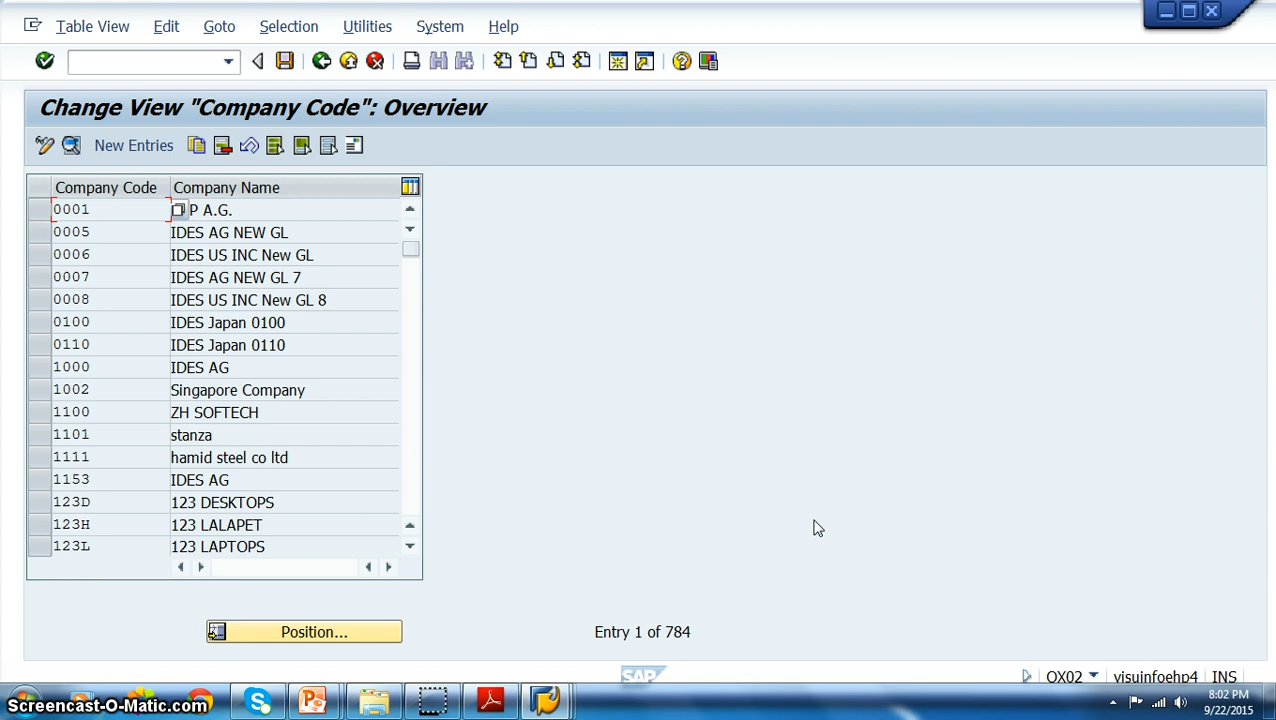 Table View Edit Goto Selection Utilities System Help
Change View "Company Code": Overview
New Entries
Company Code Company Name
0001 P A.G.
0005 IDES AG NEW GL
0006 IDES US INC New GL
0007 IDES AG NEW GL 7
0008 IDES US INC New GL 8
0100 IDES Japan 0100
0110 IDES Japan 0110
1000 IDES AG
1002 Singapore Company
1100 ZH SOFTECH
1101 stanza
1111 hamid steel co ltd
1153 IDES AG
123D 123 DESKTOPS
123H 123 LALAPET
123L 123 LAPTOPS
Position... Entry 1 of 784
SAP OX02 visuinfoehp4 INS
Screencast-O-Matic.com 8:02 PM
9/22/2015